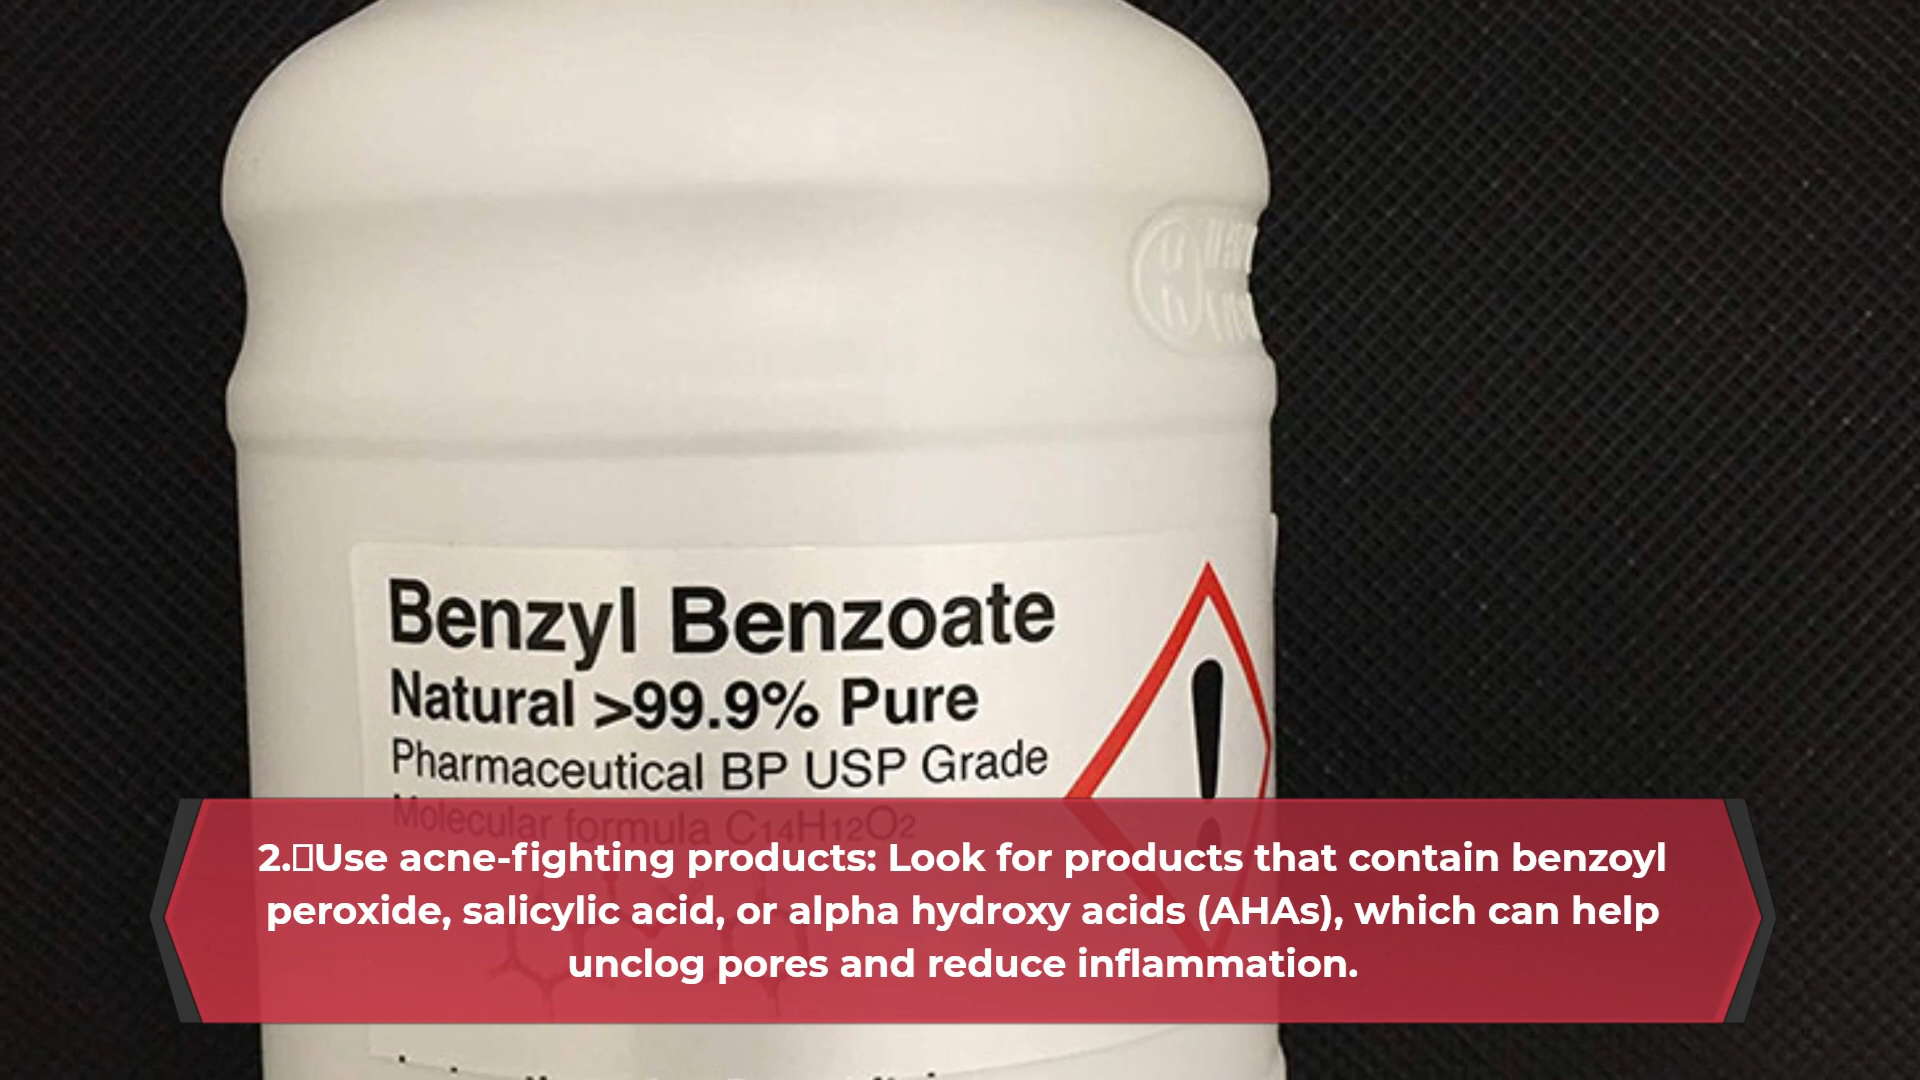 Benzyl Benzoate
Natural >99.9% Pure
Pharmaceutical BP USP Grade
Molecular formula C14H12O2
2.□Use acne-fighting products: Look for products that contain benzoyl
peroxide, salicylic acid, or alpha hydroxy acids (AHAs), which can help
unclog pores and reduce inflammation.